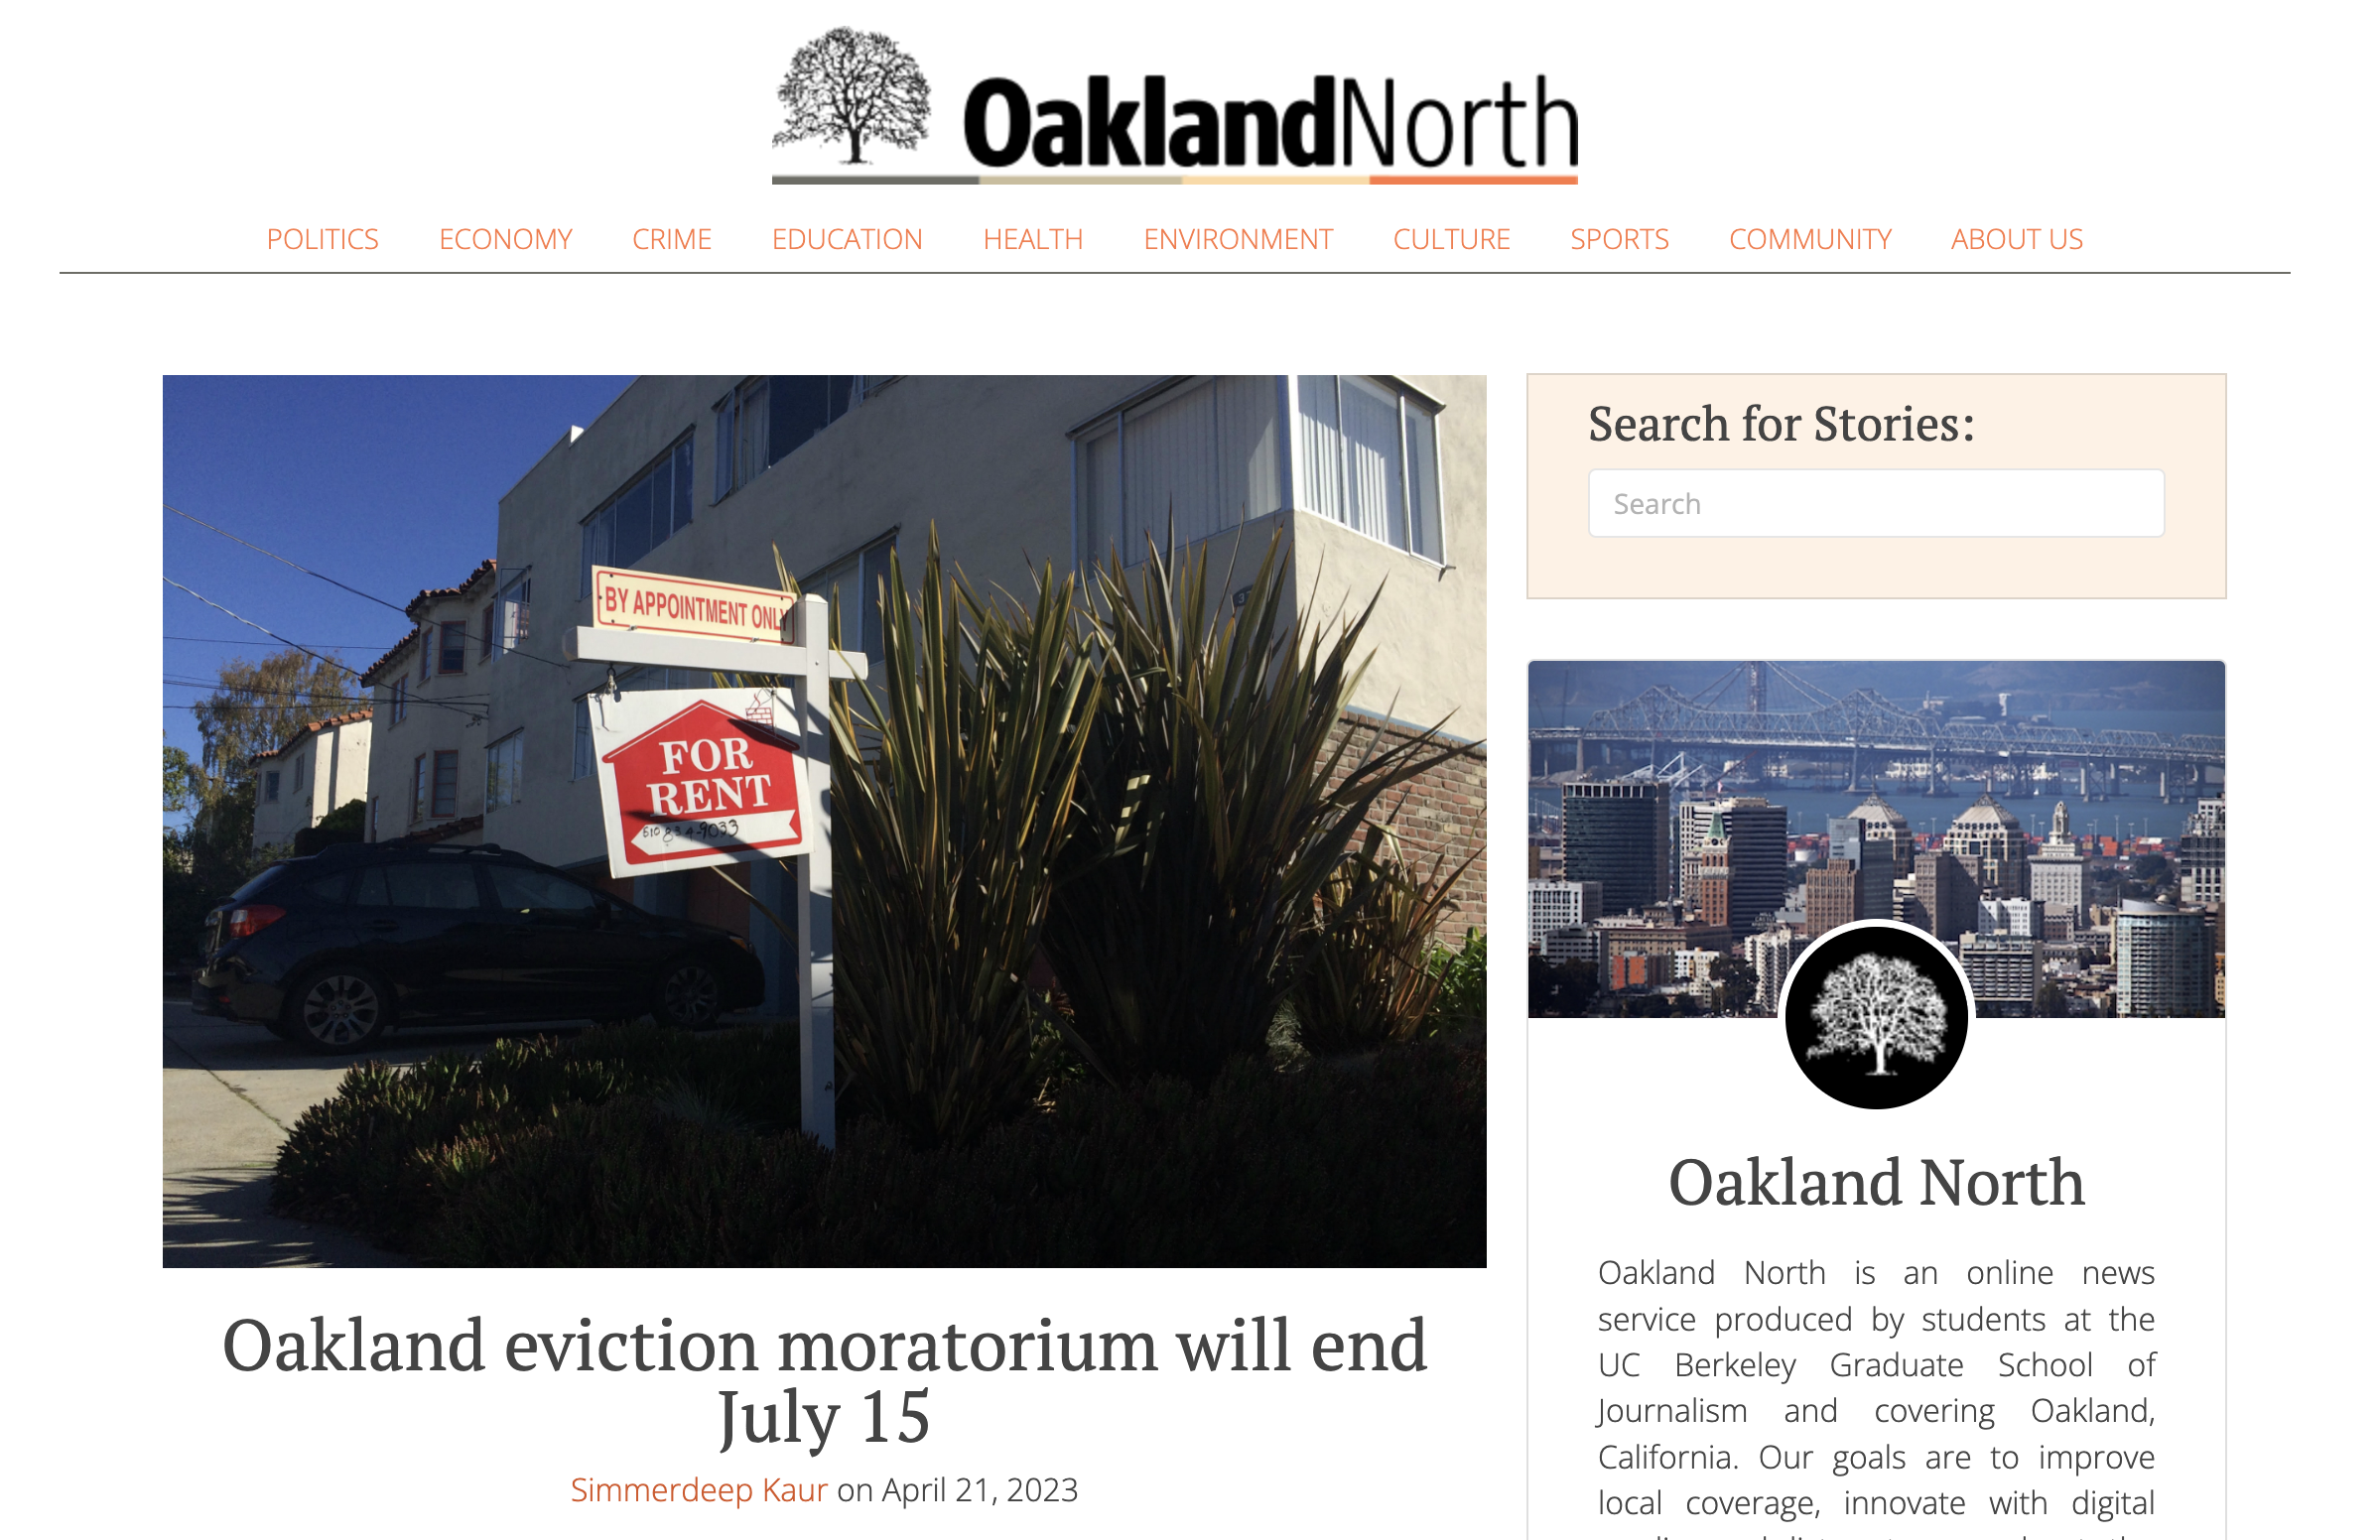 OaklandNorth
POLITICS ECONOMY CRIME EDUCATION HEALTH ENVIRONMENT CULTURE SPORTS COMMUNITY ABOUT US
BY APPOINTMENT ONLY
FOR
RENT
510 834-9033
Oakland eviction moratorium will end
July 15
Simmerdeep Kaur on April 21, 2023
Search for Stories:
Search
Oakland North
Oakland North is an online news
service produced by students at the
UC Berkeley Graduate School of
Journalism and covering Oakland,
California. Our goals are to improve
local coverage, innovate with digital